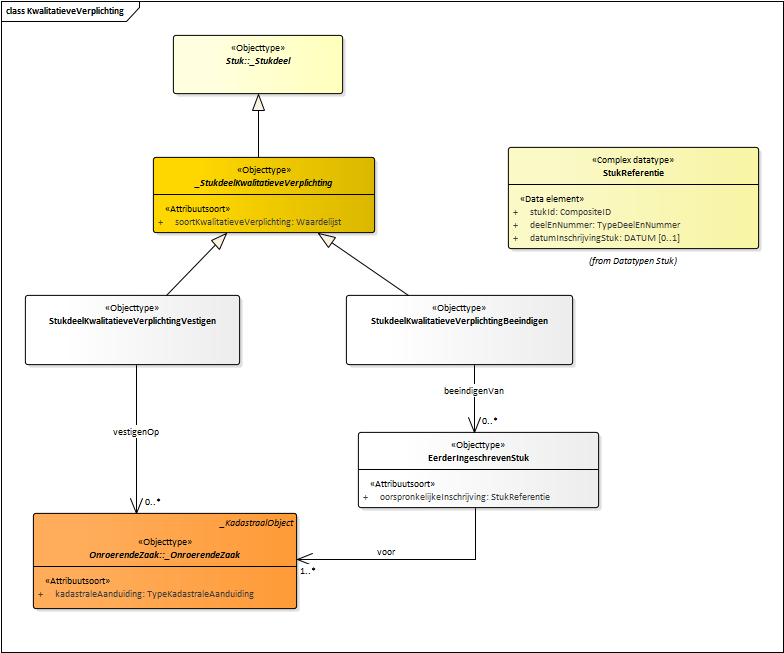 class KwalitatieveVerplichting
«Objecttype»
Stuk::_Stukdeel
«Objecttype»
_StukdeelKwalitatieveVerplichting
«Attribuutsoort»
+ soortKwalitatieveVerplichting: Waardelijst
«Complex datatype»
StukReferentie
«Data element»
+ stukId: CompositeID
+ deelEnNummer: TypeDeelEnNummer
+ datumInschrijvingStuk: DATUM [0..1]
(from Datatypen Stuk)
«Objecttype»
StukdeelKwalitatieveVerplichtingVestigen
«Objecttype»
StukdeelKwalitatieveVerplichtingBeeindigen
beeindigenVan
0..*
vestigenOp
0..*
«Objecttype»
EerderIngeschrevenStuk
«Attribuutsoort»
+ oorspronkelijkeInschrijving: StukReferentie
_KadastraalObject
«Objecttype»
OnroerendeZaak::_OnroerendeZaak
«Attribuutsoort»
+ kadastraleAanduiding: TypeKadastraleAanduiding
voor
1..*